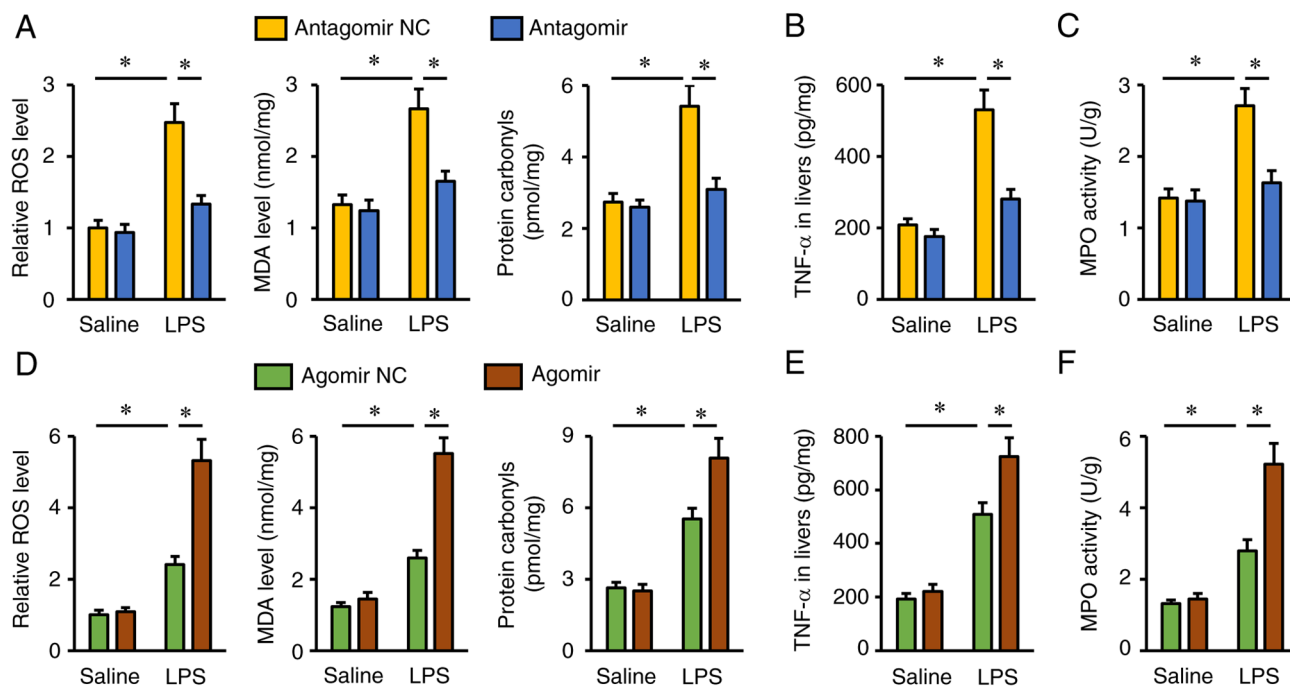 A
Antagomir NC
Antagomir
B
C
Relative ROS level
3
2
1
0
*
*
Saline
LPS
MDA level (nmol/mg)
3
2
1
0
*
*
Saline
LPS
Protein carbonyls
(pmol/mg)
6
4
2
0
*
*
Saline
LPS
TNF-α in livers (pg/mg)
600
400
200
0
*
*
Saline
LPS
MPO activity (U/g)
3
2
1
0
*
*
Saline
LPS
D
Agomir NC
Agomir
E
F
Relative ROS level
6
4
2
0
*
*
Saline
LPS
MDA level (nmol/mg)
6
4
2
0
*
*
Saline
LPS
Protein carbonyls
(pmol/mg)
9
6
3
0
*
*
Saline
LPS
TNF-α in livers (pg/mg)
800
600
400
200
0
*
*
Saline
LPS
MPO activity (U/g)
6
4
2
0
*
*
Saline
LPS